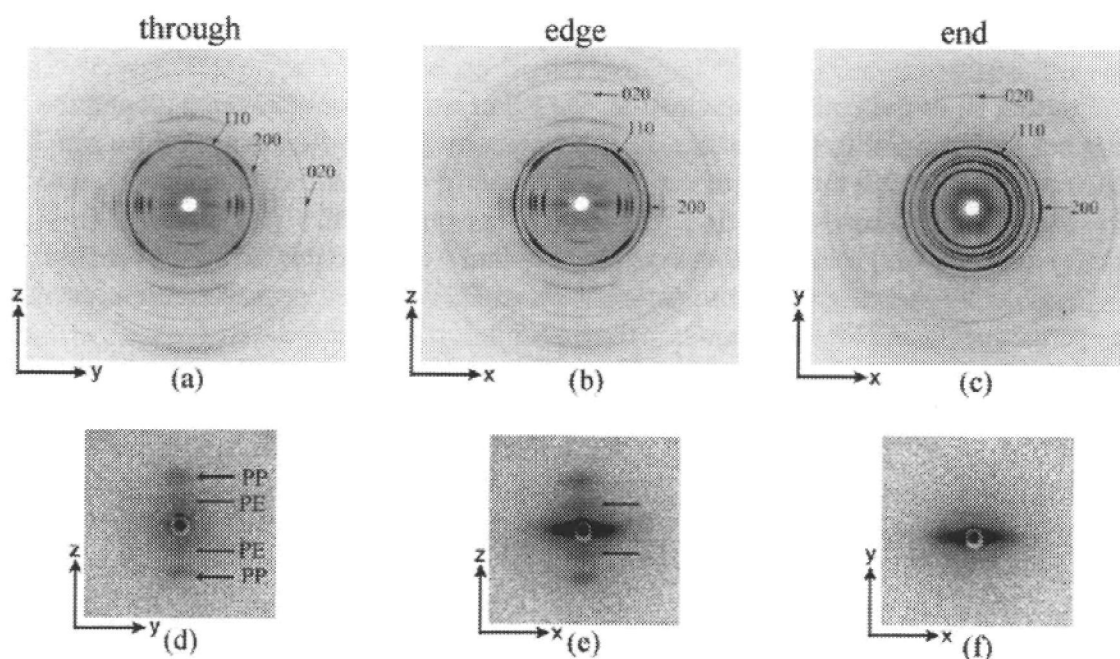 through edge end
020 020
110 110 110
200
020
200 200
z z y
y x x
(a) (b) (c)
PP
PE
PE
PP
z z y
y x x
(d) (e) (f)